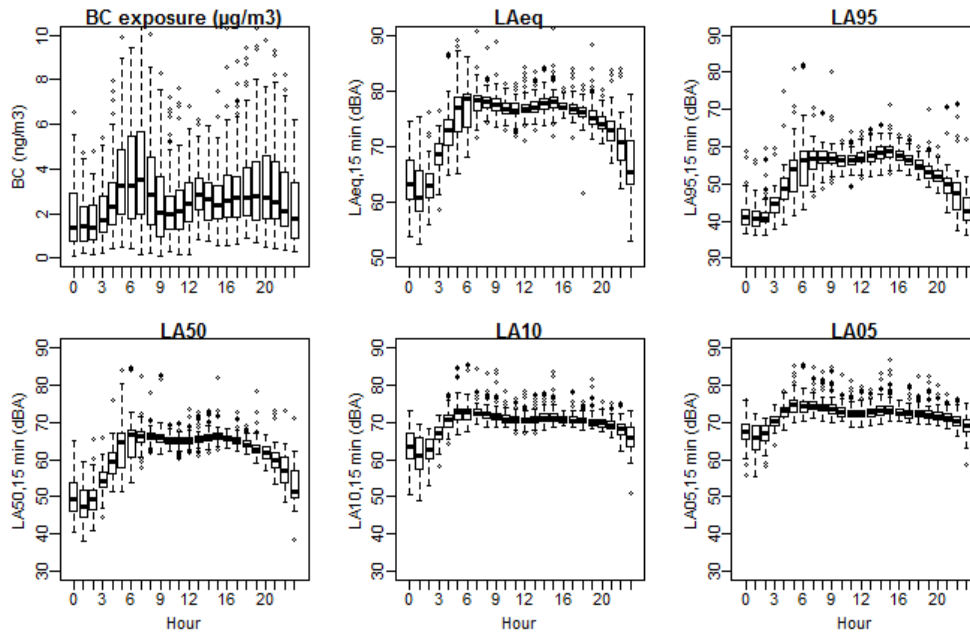 BC exposure (µg/m3)
BC (ng/m3)
10
8
6
4
2
0
0 3 6 9 12 16 20
LAeq
LAeq,15 min (dBA)
90
80
70
60
50
0 3 6 9 12 16 20
LA95
LA95,15 min (dBA)
90
80
70
60
50
40
30
0 3 6 9 12 16 20
LA50
LA50,15 min (dBA)
90
80
70
60
50
40
30
0 3 6 9 12 16 20
Hour
LA10
LA10,15 min (dBA)
90
80
70
60
50
40
30
0 3 6 9 12 16 20
Hour
LA05
LA05,15 min (dBA)
90
80
70
60
50
40
30
0 3 6 9 12 16 20
Hour